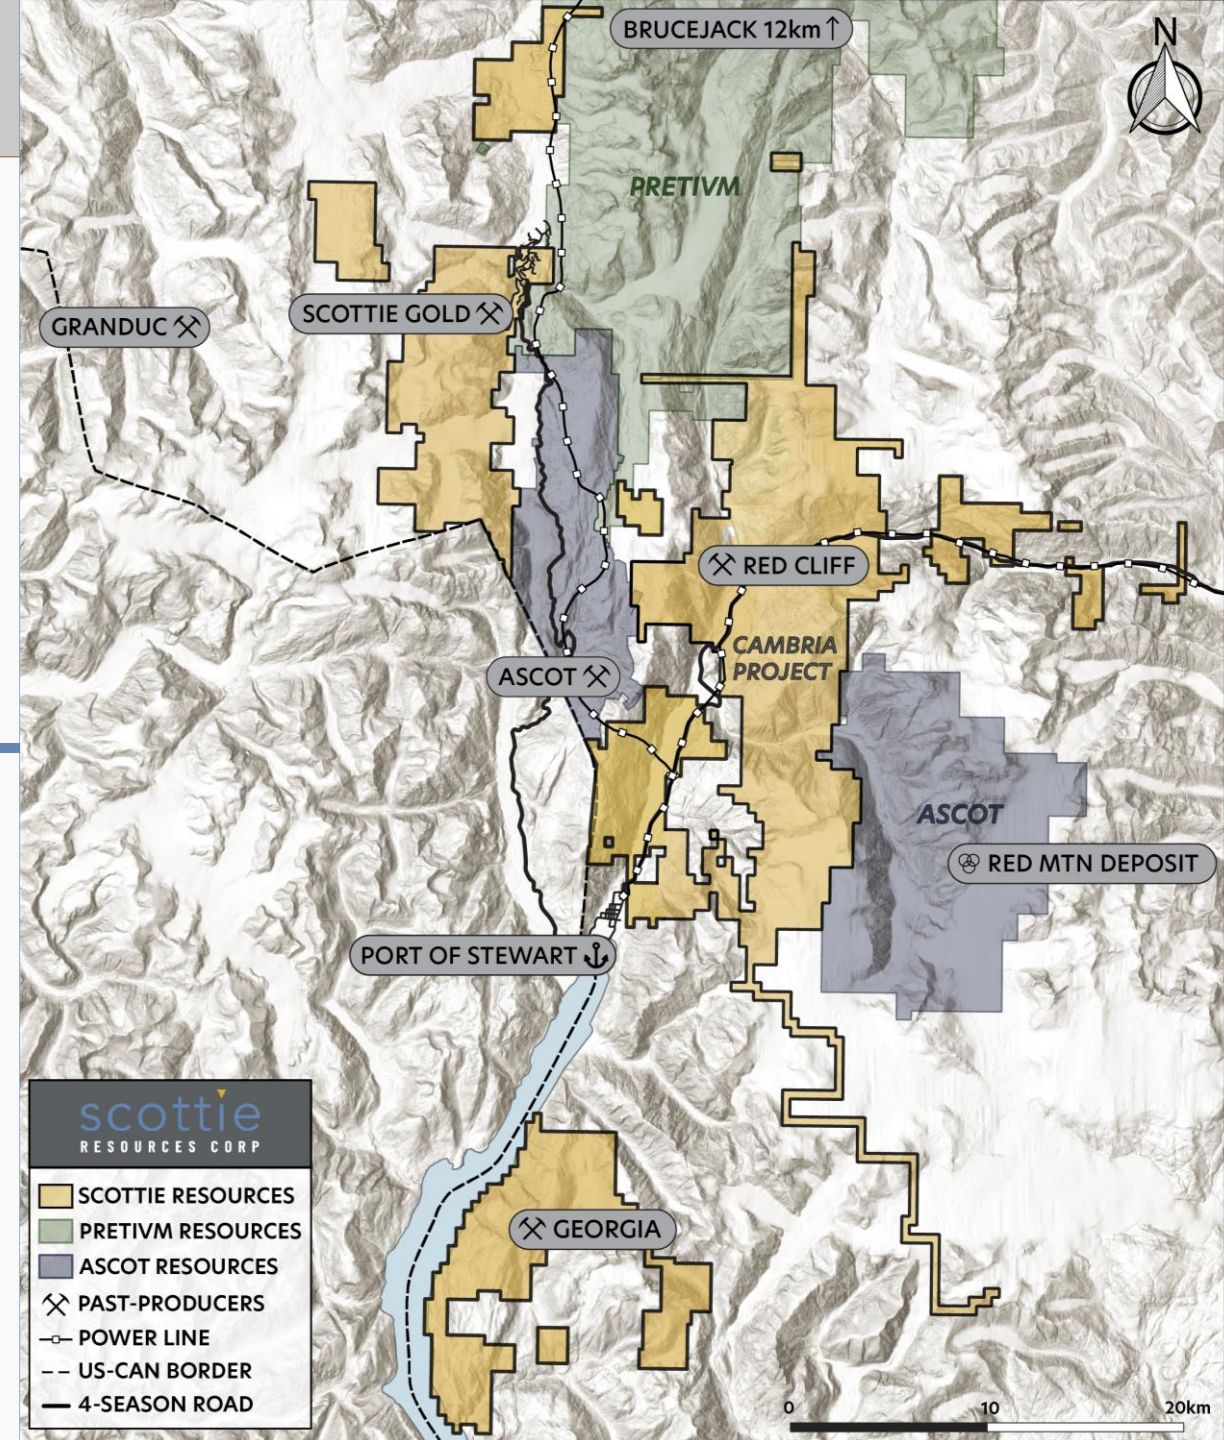 BRUCEJACK 12km↑
N
PRETIVM
GRANDUC
SCOTTIE GOLD
RED CLIFF
CAMBRIA
PROJECT
ASCOT
ASCOT
RED MTN DEPOSIT
PORT OF STEWART
GEORGIA
scottie
RESOURCES CORP
SCOTTIE RESOURCES
PRETIVM RESOURCES
ASCOT RESOURCES
PAST-PRODUCERS
POWER LINE
US-CAN BORDER
4-SEASON ROAD
0 10 20km